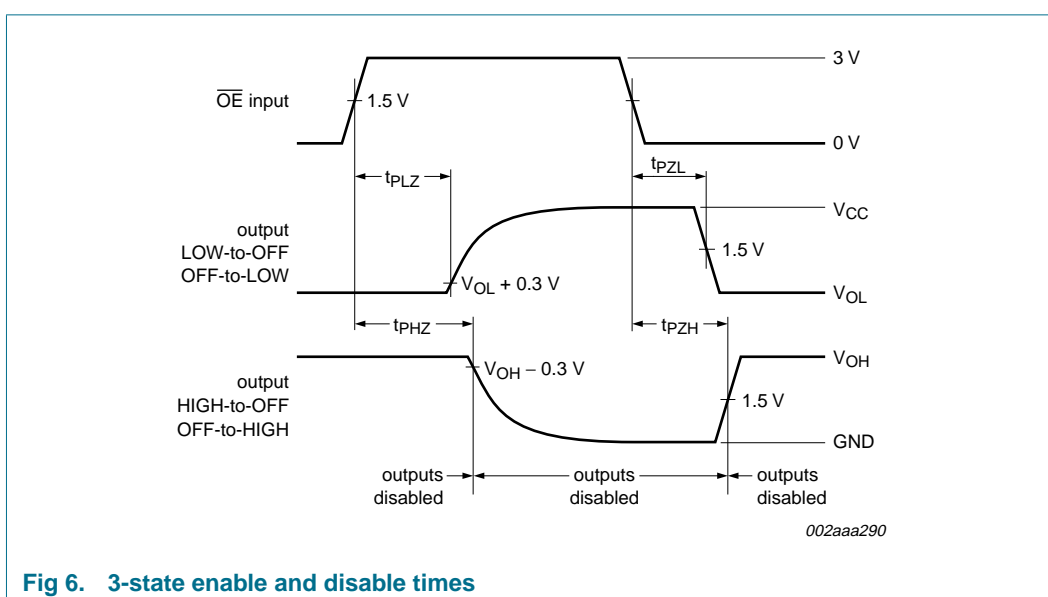 3 V
O̅E̅ input
1.5 V
0 V
tPLZ
tPZL
VCC
output
LOW-to-OFF
OFF-to-LOW
1.5 V
VOL + 0.3 V
VOL
tPHZ
tPZH
VOH
VOH − 0.3 V
output
HIGH-to-OFF
OFF-to-HIGH
1.5 V
GND
outputs
disabled
outputs
disabled
outputs
disabled
002aaa290
Fig 6. 3-state enable and disable times